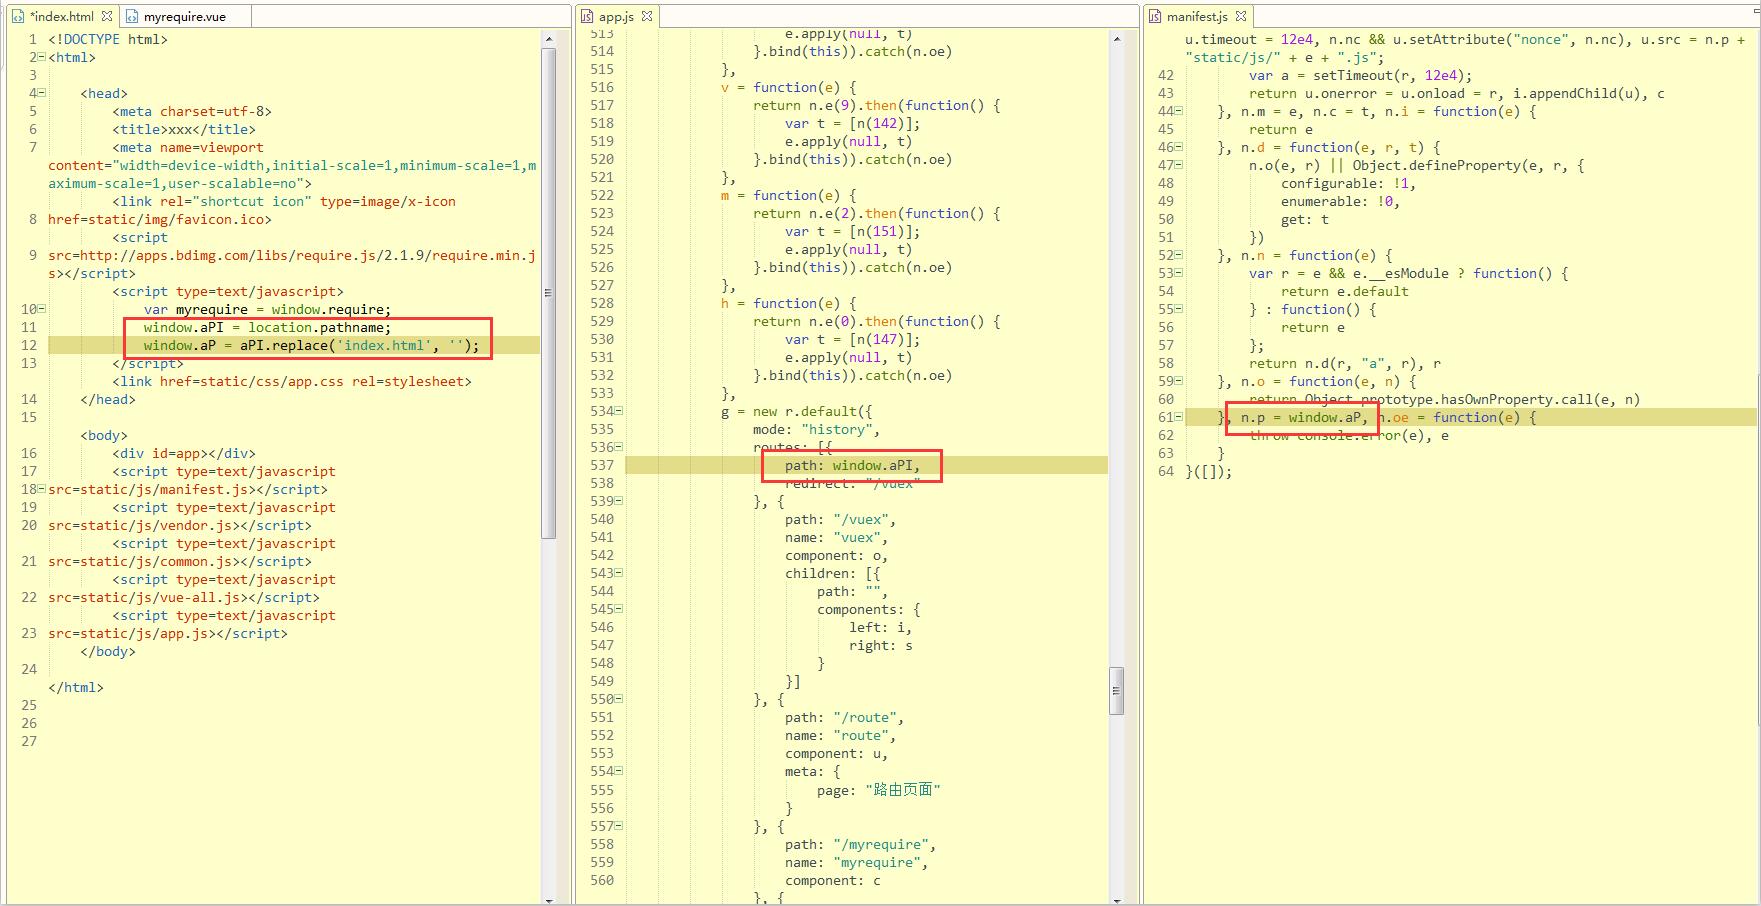 *index.html
myrequire.vue
1 <!DOCTYPE html>
2 <html>
3
4 <head>
5 <meta charset=utf-8>
6 <title>xxx</title>
7 <meta name=viewport
content="width=device-width,initial-scale=1,minimum-scale=1,m
aximum-scale=1,user-scalable=no">
<link rel="shortcut icon" type=image/x-icon
8 href=static/img/favicon.ico>
<script
9 src=http://apps.bdimg.com/libs/require.js/2.1.9/require.min.j
s></script>
<script type=text/javascript>
10 var myrequire = window.require;
11 window.aPI = location.pathname;
12 window.aP = aPI.replace('index.html', '');
13 </script>
<link href=static/css/app.css rel=stylesheet>
14 </head>
15
<body>
16 <div id=app></div>
17 <script type=text/javascript
18 src=static/js/manifest.js></script>
19 <script type=text/javascript
20 src=static/js/vendor.js></script>
<script type=text/javascript
21 src=static/js/common.js></script>
<script type=text/javascript
22 src=static/js/vue-all.js></script>
<script type=text/javascript
23 src=static/js/app.js></script>
</body>
24
</html>
25
26
27
app.js
513 e.apply(null, t)
514 }.bind(this)).catch(n.oe)
515 },
516 v = function(e) {
517 return n.e(9).then(function() {
518 var t = [n(142)];
519 e.apply(null, t)
520 }.bind(this)).catch(n.oe)
521 },
522 m = function(e) {
523 return n.e(2).then(function() {
524 var t = [n(151)];
525 e.apply(null, t)
526 }.bind(this)).catch(n.oe)
527 },
528 h = function(e) {
529 return n.e(0).then(function() {
530 var t = [n(147)];
531 e.apply(null, t)
532 }.bind(this)).catch(n.oe)
533 },
534 g = new r.default({
535 mode: "history",
536 routes: [{
537 path: window.aPI,
538 redirect: "/vuex"
539 }, {
540 path: "/vuex",
541 name: "vuex",
542 component: o,
543 children: [{
544 path: "",
545 components: {
546 left: i,
547 right: s
548 }
549 }]
550 }, {
551 path: "/route",
552 name: "route",
553 component: u,
554 meta: {
555 page: "路由页面"
556 }
557 }, {
558 path: "/myrequire",
559 name: "myrequire",
560 component: c
}, {
manifest.js
u.timeout = 12e4, n.nc && u.setAttribute("nonce", n.nc), u.src = n.p +
"static/js/" + e + ".js";
42 var a = setTimeout(r, 12e4);
43 return u.onerror = u.onload = r, i.appendChild(u), c
44 }, n.m = e, n.c = t, n.i = function(e) {
45 return e
46 }, n.d = function(e, r, t) {
47 n.o(e, r) || Object.defineProperty(e, r, {
48 configurable: !1,
49 enumerable: !0,
50 get: t
51 })
52 }, n.n = function(e) {
53 var r = e && e.__esModule ? function() {
54 return e.default
55 } : function() {
56 return e
57 };
58 return n.d(r, "a", r), r
59 }, n.o = function(e, n) {
60 return Object.prototype.hasOwnProperty.call(e, n)
61 }, n.p = window.aP, n.oe = function(e) {
62 throw console.error(e), e
63 }
64 }([]);